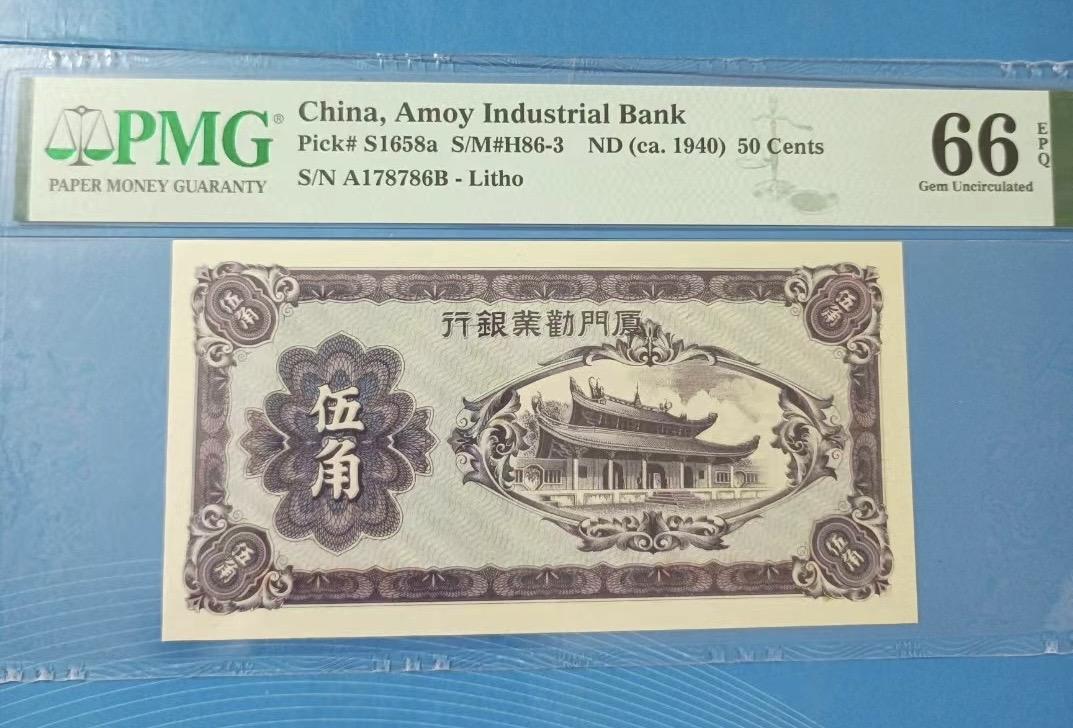 PMG®
PAPER MONEY GUARANTY
China, Amoy Industrial Bank
Pick# S1658a S/M#H86-3 ND (ca. 1940) 50 Cents
S/N A178786B - Litho
66 EPQ
Gem Uncirculated
行銀業勸門厦
伍角
伍角
伍角
伍角
伍角